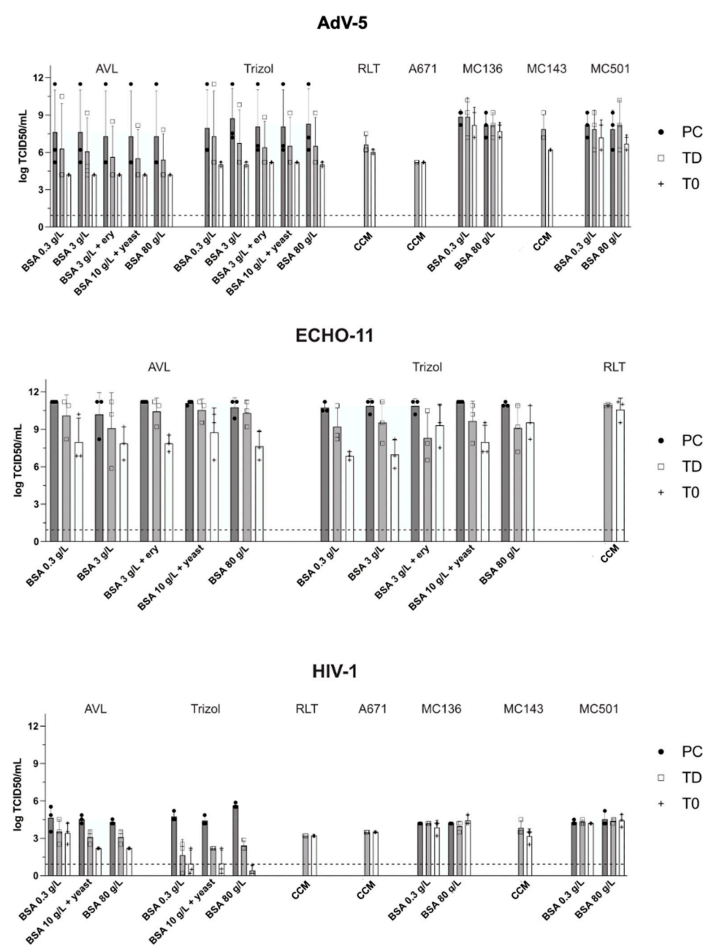 AdV-5
AVL Trizol RLT A671 MC136 MC143 MC501
log TCID50/mL
12
9
6
3
0
BSA 0.3 g/L BSA 3 g/L BSA 3 g/L + ery BSA 10 g/L + yeast BSA 80 g/L BSA 0.3 g/L BSA 3 g/L BSA 3 g/L + ery BSA 10 g/L + yeast BSA 80 g/L CCM CCM BSA 0.3 g/L BSA 80 g/L CCM BSA 0.3 g/L BSA 80 g/L
PC
TD
T0
ECHO-11
AVL Trizol RLT
log TCID50/mL
12
9
6
3
0
BSA 0.3 g/L BSA 3 g/L BSA 3 g/L + ery BSA 10 g/L + yeast BSA 80 g/L BSA 0.3 g/L BSA 3 g/L BSA 3 g/L + ery BSA 10 g/L + yeast BSA 80 g/L CCM
PC
TD
T0
HIV-1
AVL Trizol RLT A671 MC136 MC143 MC501
log TCID50/mL
12
9
6
3
0
BSA 0.3 g/L BSA 10 g/L + yeast BSA 80 g/L BSA 0.3 g/L BSA 10 g/L + yeast BSA 80 g/L CCM CCM BSA 0.3 g/L BSA 80 g/L CCM BSA 0.3 g/L BSA 80 g/L
PC
TD
T0